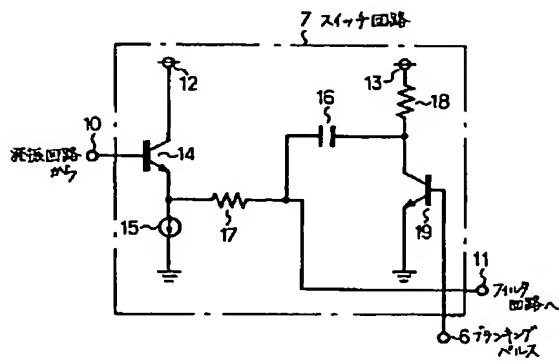 7 スイッチ回路
12
13
16
18
10
発振回路
から
14
15
17
19
11
フィルタ
回路へ
6 ブランキング
パルス